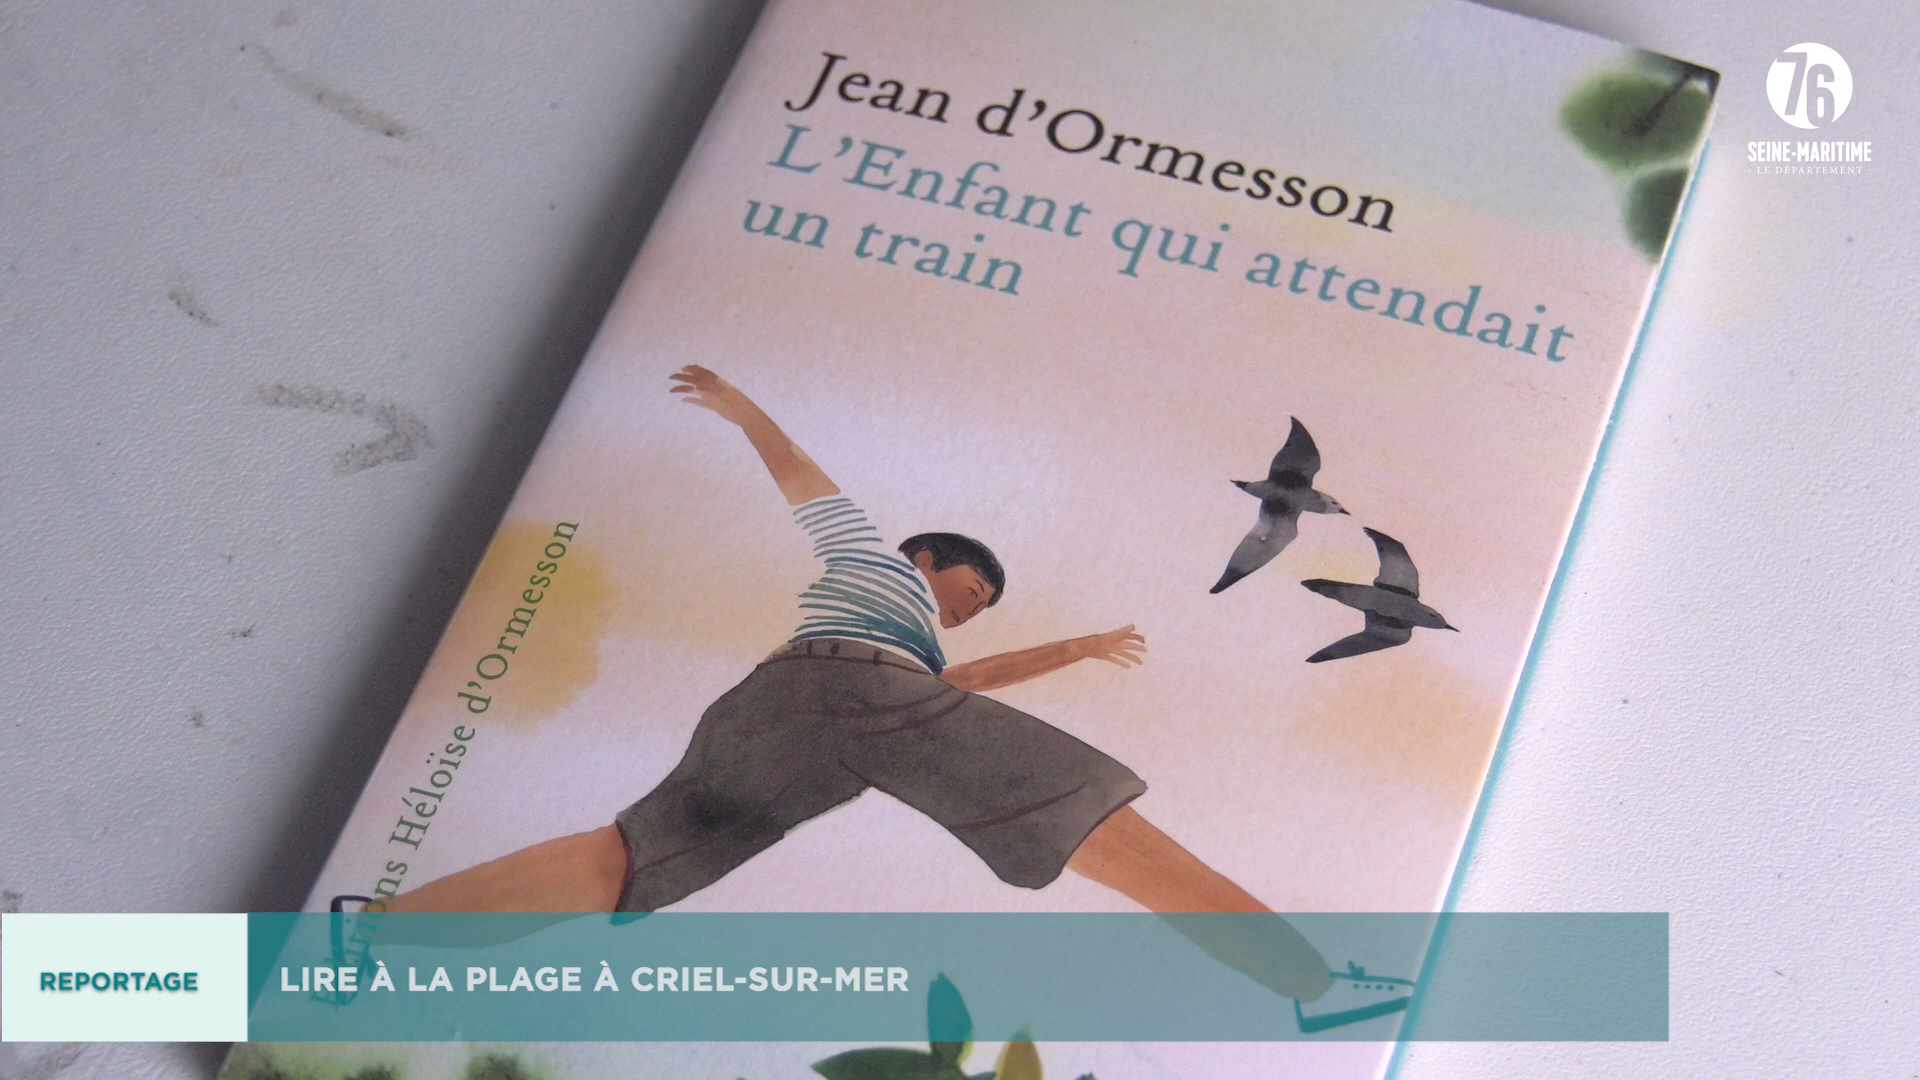 Jean d'Ormesson
L'Enfant qui attendait
un train
Éditions Héloïse d'Ormesson
76
SEINE-MARITIME
· LE DÉPARTEMENT ·
REPORTAGE
LIRE À LA PLAGE À CRIEL-SUR-MER